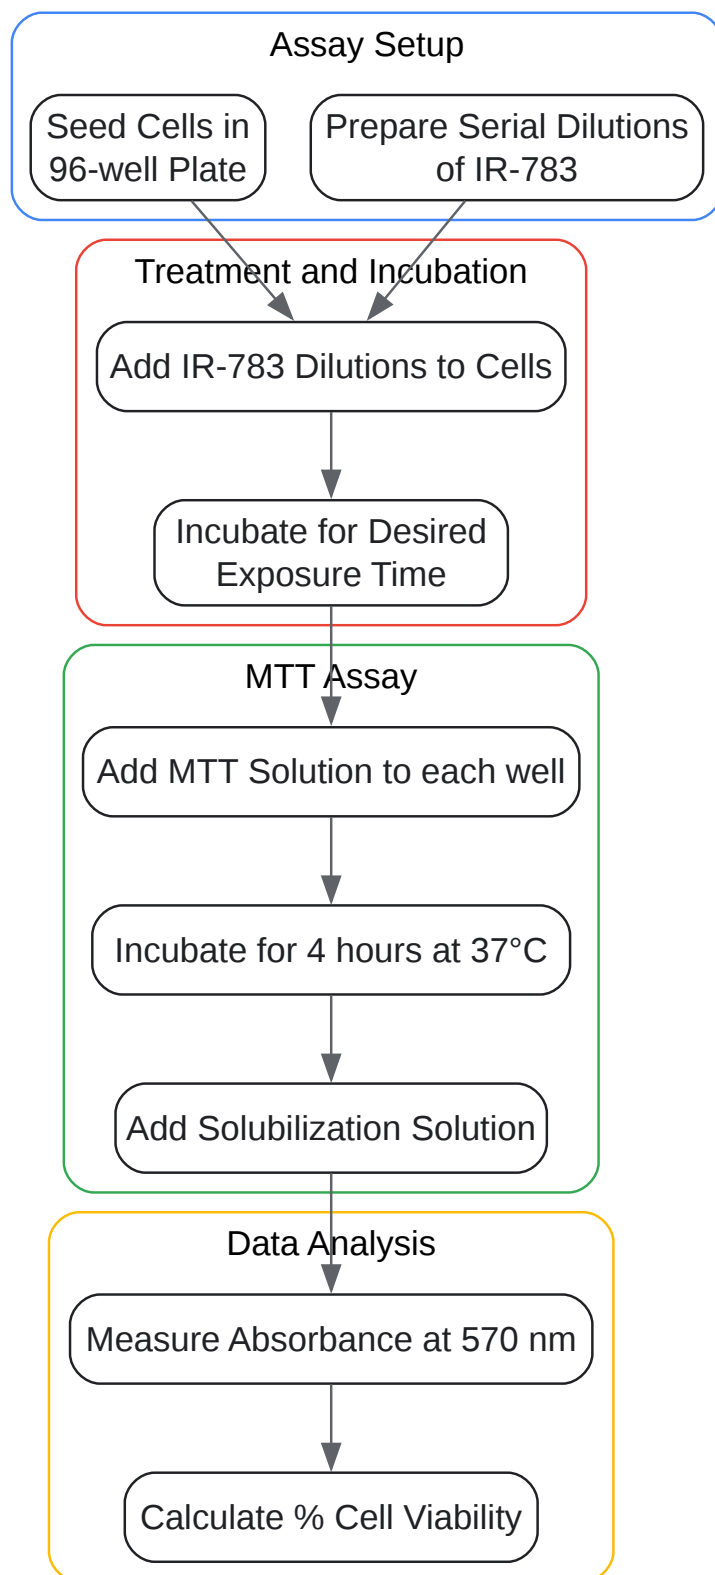 Assay Setup
Seed Cells in
96-well Plate
Prepare Serial Dilutions
of IR-783
Treatment and Incubation
Add IR-783 Dilutions to Cells
Incubate for Desired
Exposure Time
MTT Assay
Add MTT Solution to each well
Incubate for 4 hours at 37°C
Add Solubilization Solution
Data Analysis
Measure Absorbance at 570 nm
Calculate % Cell Viability